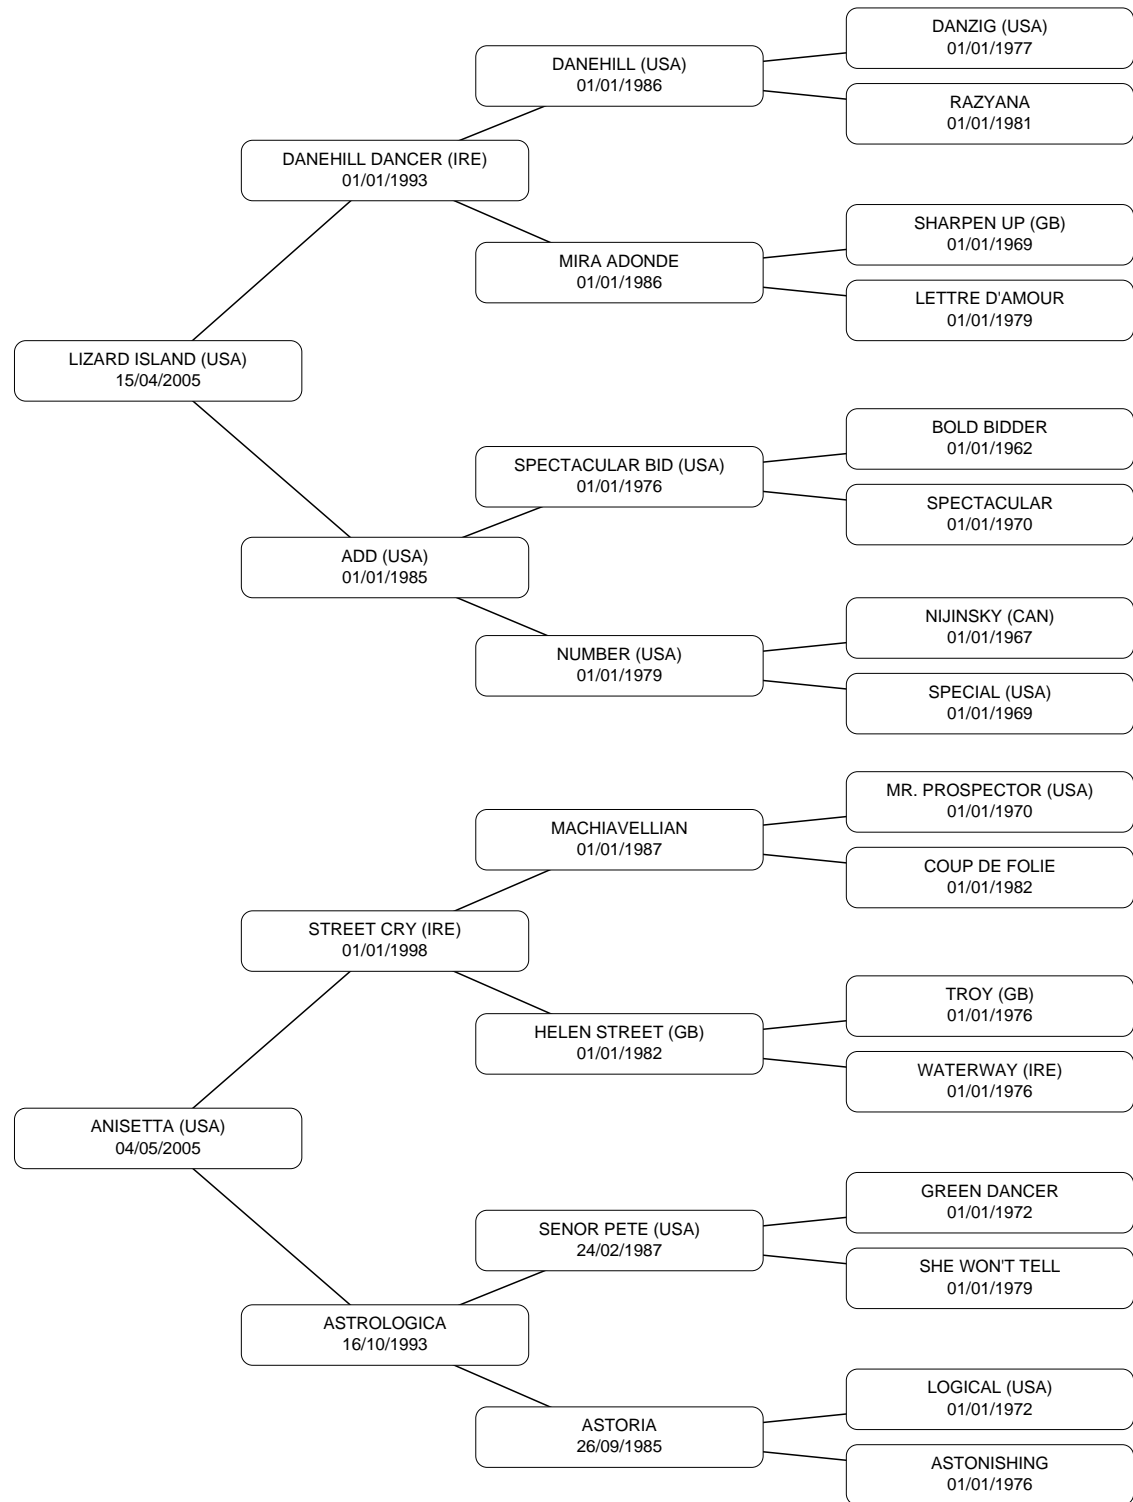 DANZIG (USA)
01/01/1977
DANEHILL (USA)
01/01/1986
RAZYANA
01/01/1981
DANEHILL DANCER (IRE)
01/01/1993
SHARPEN UP (GB)
01/01/1969
MIRA ADONDE
01/01/1986
LETTRE D'AMOUR
01/01/1979
LIZARD ISLAND (USA)
15/04/2005
BOLD BIDDER
01/01/1962
SPECTACULAR BID (USA)
01/01/1976
SPECTACULAR
01/01/1970
ADD (USA)
01/01/1985
NIJINSKY (CAN)
01/01/1967
NUMBER (USA)
01/01/1979
SPECIAL (USA)
01/01/1969
MR. PROSPECTOR (USA)
01/01/1970
MACHIAVELLIAN
01/01/1987
COUP DE FOLIE
01/01/1982
STREET CRY (IRE)
01/01/1998
TROY (GB)
01/01/1976
HELEN STREET (GB)
01/01/1982
WATERWAY (IRE)
01/01/1976
ANISETTA (USA)
04/05/2005
GREEN DANCER
01/01/1972
SENOR PETE (USA)
24/02/1987
SHE WON'T TELL
01/01/1979
ASTROLOGICA
16/10/1993
LOGICAL (USA)
01/01/1972
ASTORIA
26/09/1985
ASTONISHING
01/01/1976